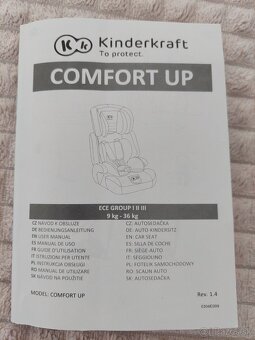 Kinderkraft
To protect.
COMFORT UP
ECE GROUP I II III
9 kg - 36 kg
CZ NÁVOD K OBSLUZE
DE BEDIENUNGSANLEITUNG
EN USER MANUAL
ES MANUAL DE USO
FR GUIDE D'UTILISATION
IT ISTRUZIONI PER UTENTE
PL INSTRUKCJA OBSŁUGI
RO MANUAL DE UTILIZARE
SK NÁVOD NA POUŽITIE
CZ: AUTOSEDAČKA
DE: AUTO KINDERSITZ
EN: CAR SEAT
ES: SILLA DE COCHE
FR: SIÈGE-AUTO
IT: SEGGIOLINO
PL: FOTELIK SAMOCHODOWY
RO: SCAUN AUTO
SK: AUTOSEDAČKA
MODEL: COMFORT UP
Rev. 1.4